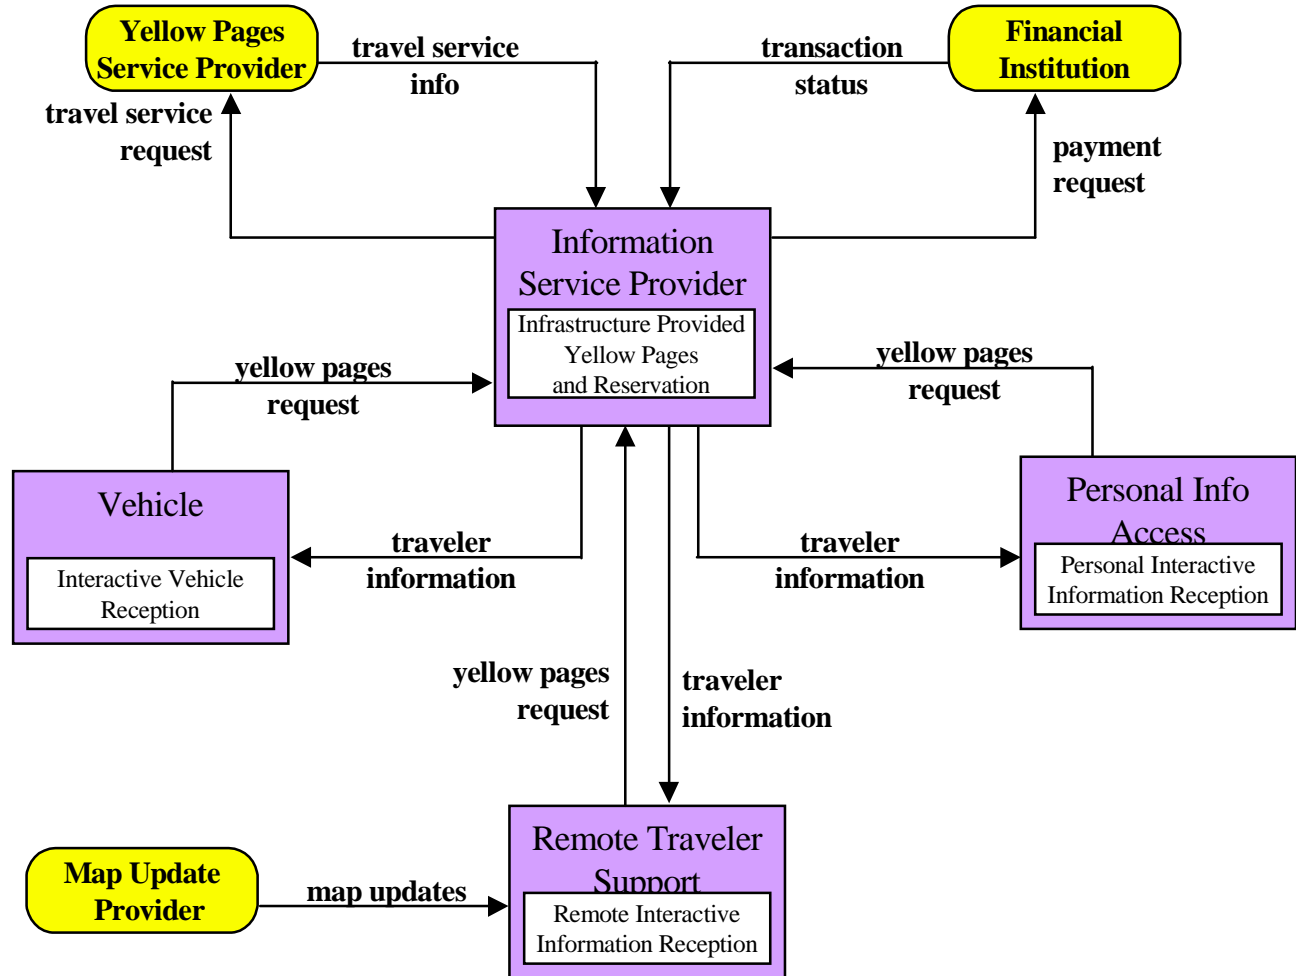 Yellow Pages
Service Provider
travel service
info
transaction
status
Financial
Institution
travel service
request
payment
request
Information
Service Provider
Infrastructure Provided
Yellow Pages
and Reservation
yellow pages
request
yellow pages
request
Vehicle
Interactive Vehicle
Reception
traveler
information
traveler
information
Personal Info
Access
Personal Interactive
Information Reception
yellow pages
request
traveler
information
Map Update
Provider
map updates
Remote Traveler
Support
Remote Interactive
Information Reception